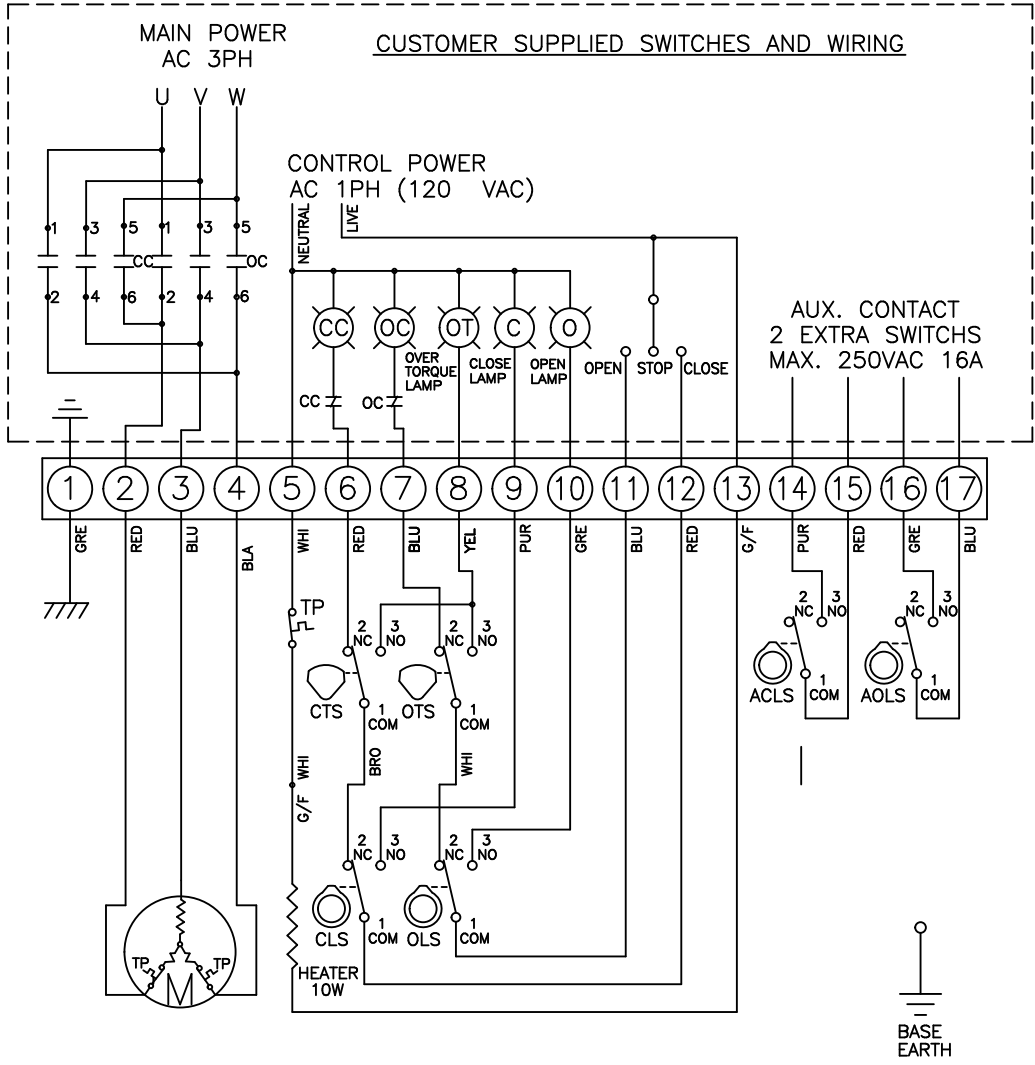 MAIN POWER
AC 3PH
CUSTOMER SUPPLIED SWITCHES AND WIRING
U V W
CONTROL POWER
AC 1PH (120 VAC)
NEUTRAL
LIVE
1 3 5 1 3 5
CC OC
2 4 6 2 4 6
CC OC OT C O
OVER
TORQUE
LAMP
CLOSE
LAMP
OPEN
LAMP
OPEN STOP CLOSE
CC OC
AUX. CONTACT
2 EXTRA SWITCHS
MAX. 250VAC 16A
1 2 3 4 5 6 7 8 9 10 11 12 13 14 15 16 17
GRE RED BLU BLA WHI RED BLU YEL PUR GRE BLU RED G/F PUR RED GRE BLU
TP
2 3 2 3
NC NO NC NO
CTS OTS
1 1
COM COM
2 3 2 3
NC NO NC NO
ACLS AOLS
1 1
COM COM
WHI BRO WHI
G/F
2 3 2 3
NC NO NC NO
CLS OLS
1 1
COM COM
HEATER
10W
TP TP
M
BASE
EARTH